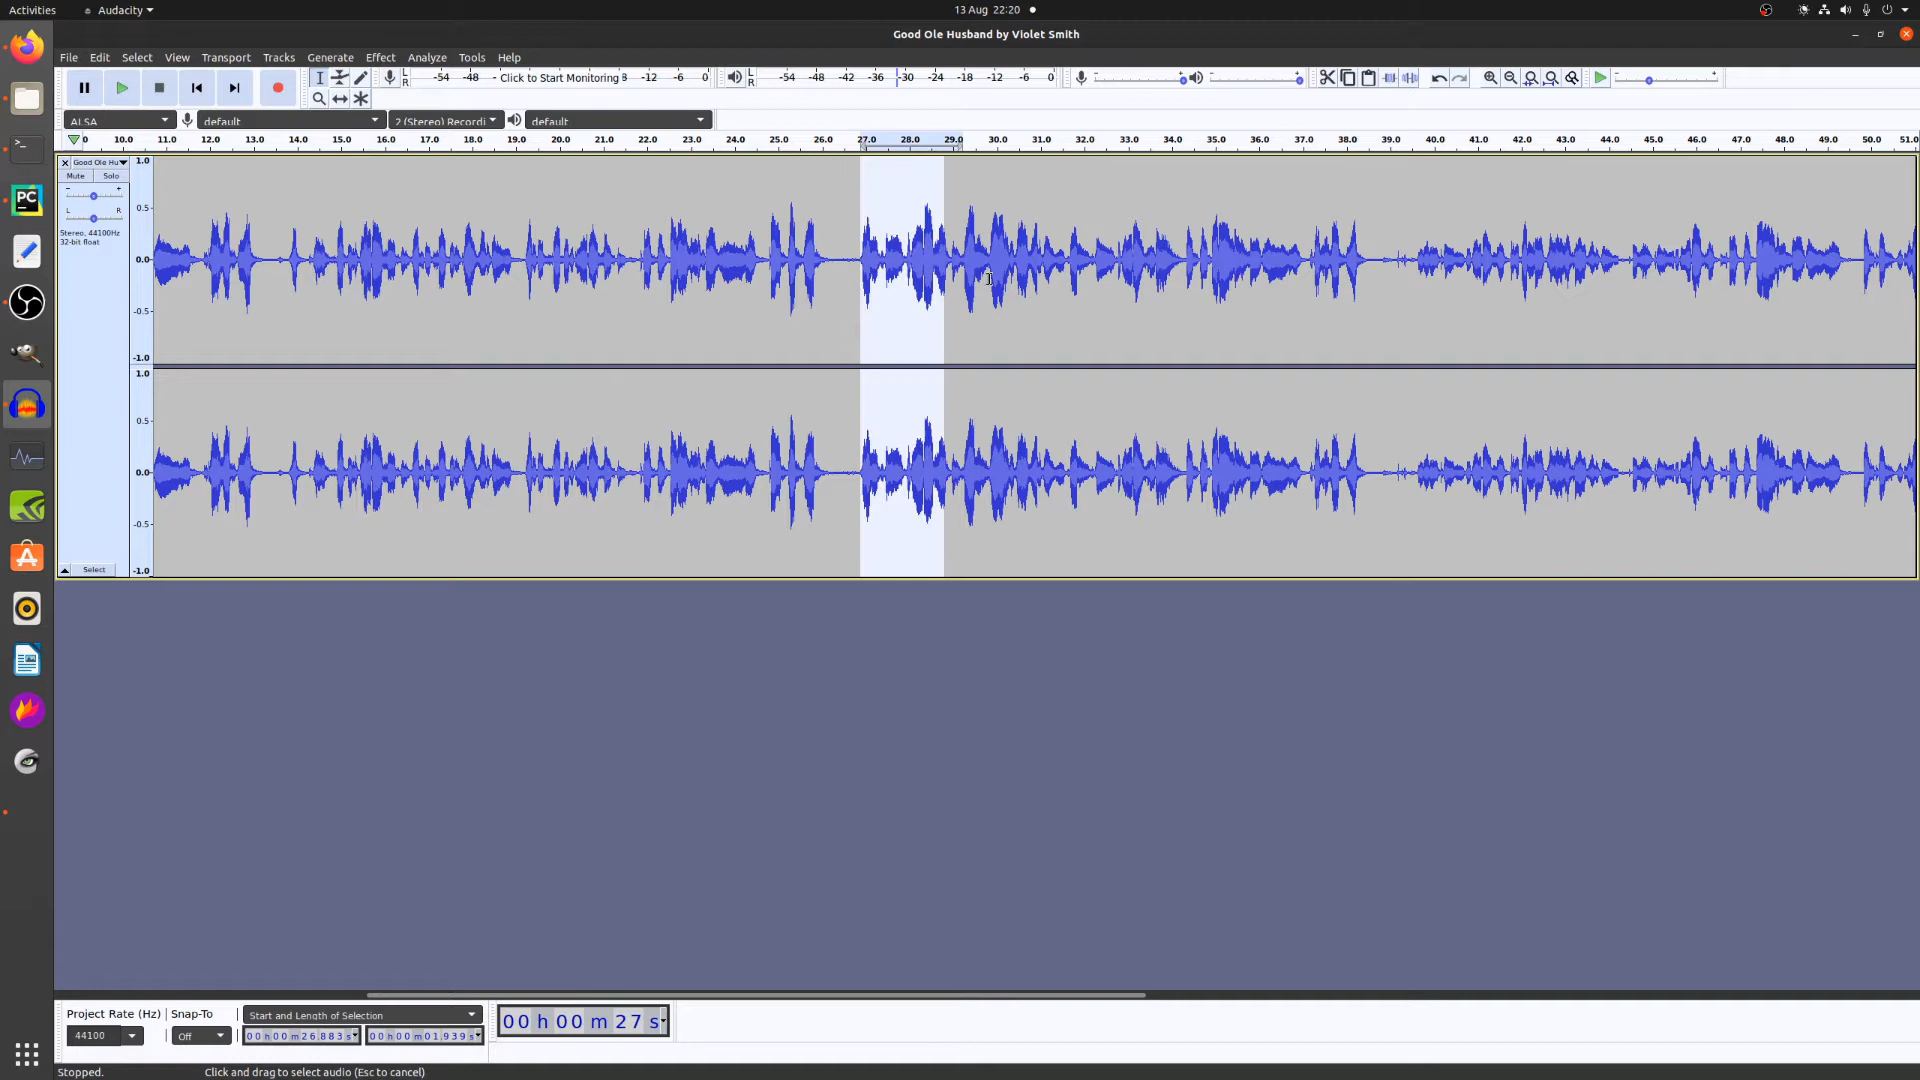 Activities Audacity 13 Aug 22:20
Good Ole Husband by Violet Smith
File Edit Select View Transport Tracks Generate Effect Analyze Tools Help
L R -54 -48 - Click to Start Monitoring -12 -6 0 L R -54 -48 -42 -36 -30 -24 -18 -12 -6 0 - + - + - +
ALSA default 2 (Stereo) Recordi default
0 10.0 11.0 12.0 13.0 14.0 15.0 16.0 17.0 18.0 19.0 20.0 21.0 22.0 23.0 24.0 25.0 26.0 27.0 28.0 29.0 30.0 31.0 32.0 33.0 34.0 35.0 36.0 37.0 38.0 39.0 40.0 41.0 42.0 43.0 44.0 45.0 46.0 47.0 48.0 49.0 50.0 51.0
Good Ole Hu 1.0
Mute Solo
- +
L R 0.5
Stereo, 44100Hz
32-bit float
0.0
-0.5
-1.0
1.0
0.5
0.0
-0.5
Select -1.0
PC
Project Rate (Hz) Snap-To Start and Length of Selection
44100 Off 00h00m26.883s 00h00m01.939s 00 h 00 m 27 s
Stopped. Click and drag to select audio (Esc to cancel)